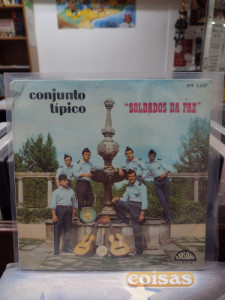 conjunto
típico
"SOLDADOS DA PAZ"
coisas